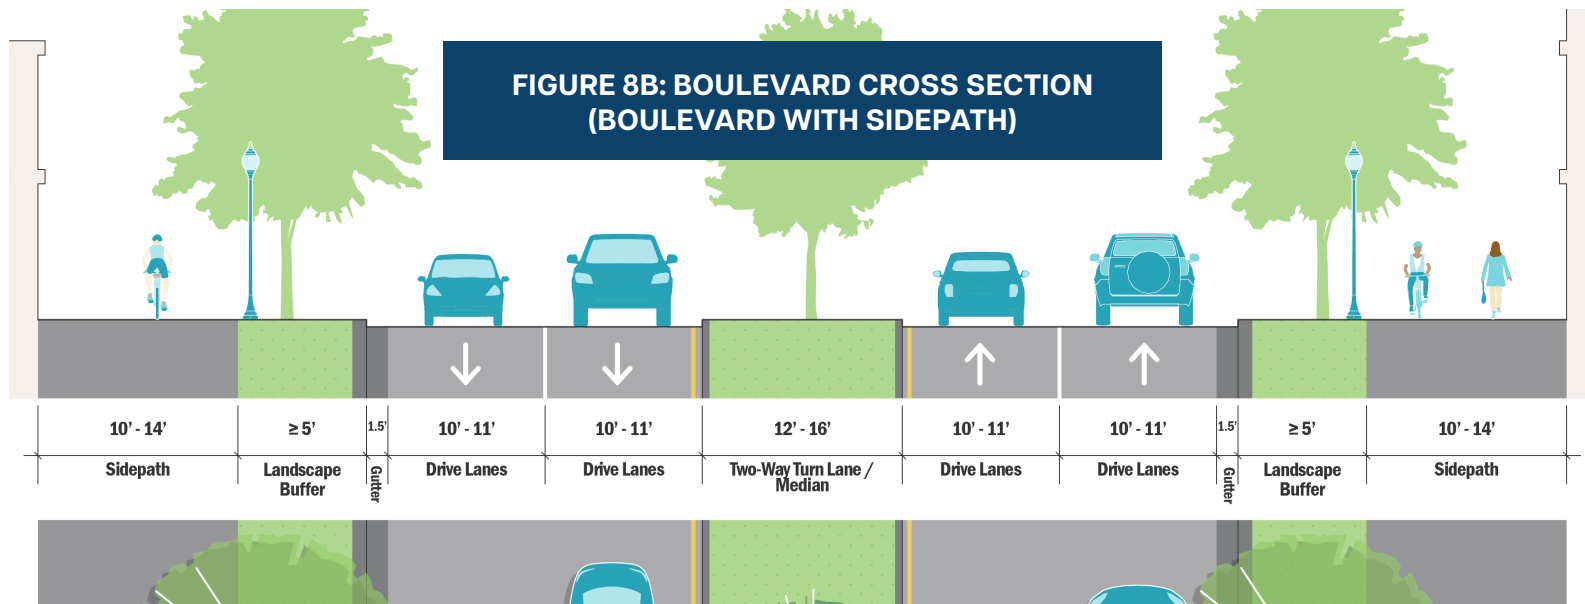 FIGURE 8B: BOULEVARD CROSS SECTION
(BOULEVARD WITH SIDEPATH)
10’ - 14’
≥ 5’
1.5’
10’ - 11’
10’ - 11’
12’ - 16’
10’ - 11’
10’ - 11’
1.5’
≥ 5’
10’ - 14’
Sidepath
Landscape
Buffer
Gutter
Drive Lanes
Drive Lanes
Two-Way Turn Lane /
Median
Drive Lanes
Drive Lanes
Gutter
Landscape
Buffer
Sidepath